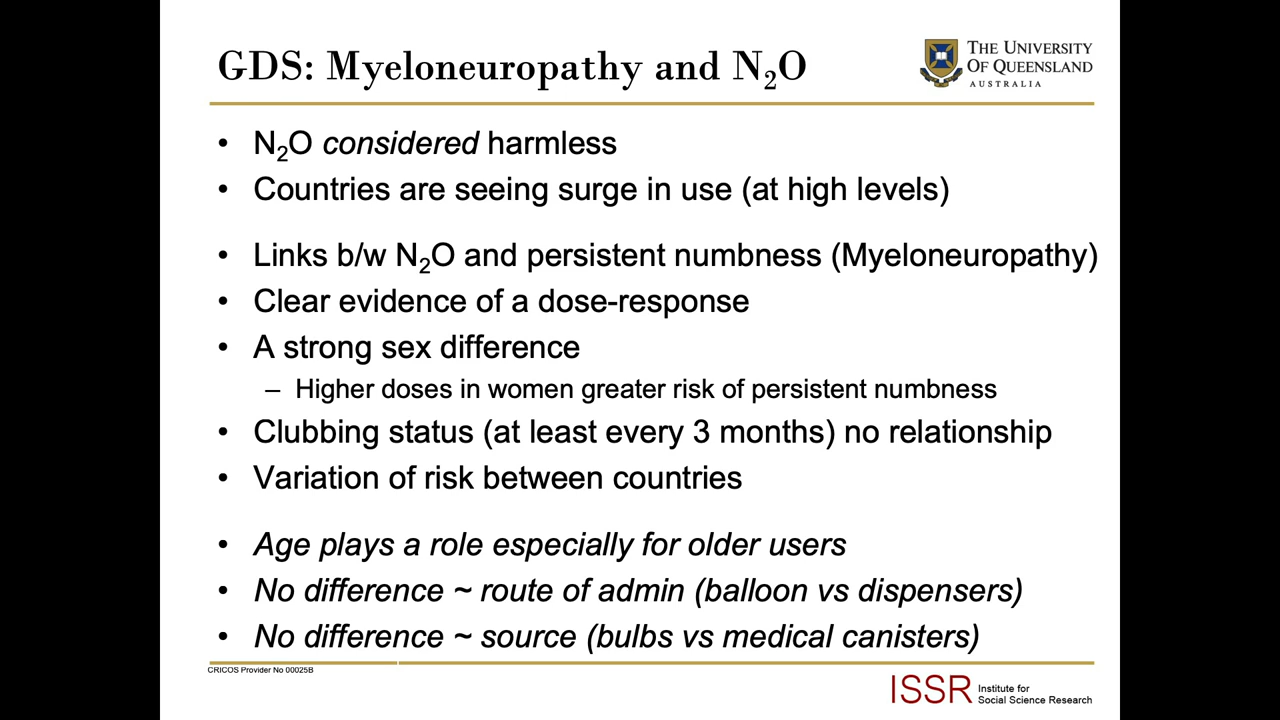 GDS: Myeloneuropathy and N₂O
THE UNIVERSITY
OF QUEENSLAND
AUSTRALIA
• N₂O considered harmless
• Countries are seeing surge in use (at high levels)
• Links b/w N₂O and persistent numbness (Myeloneuropathy)
• Clear evidence of a dose-response
• A strong sex difference
– Higher doses in women greater risk of persistent numbness
• Clubbing status (at least every 3 months) no relationship
• Variation of risk between countries
• Age plays a role especially for older users
• No difference ~ route of admin (balloon vs dispensers)
• No difference ~ source (bulbs vs medical canisters)
CRICOS Provider No 00025B
ISSR
Institute for
Social Science Research